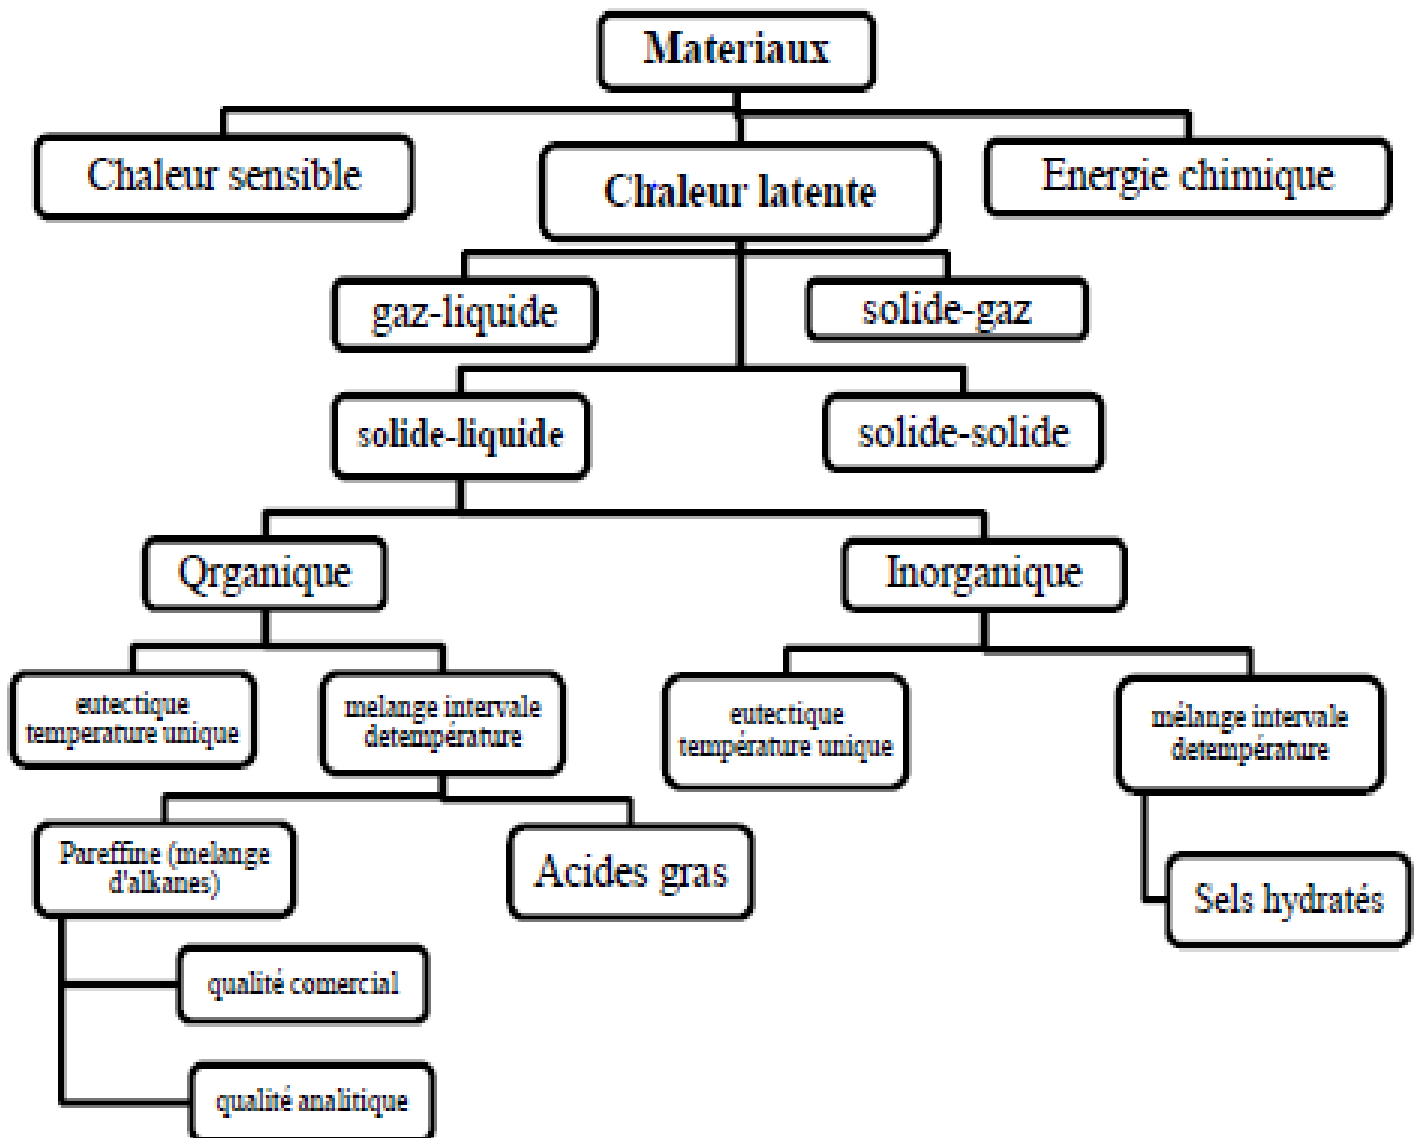 Materiaux
Chaleur sensible
Chaleur latente
Energie chimique
gaz-liquide
solide-gaz
solide-liquide
solide-solide
Qrganique
Inorganique
eutectique
temperature unique
melange intervale
detempérature
eutectique
température unique
mélange intervale
detempérature
Pareffine (melange
d'alkanes)
Acides gras
Sels hydratés
qualité comercial
qualité analitique